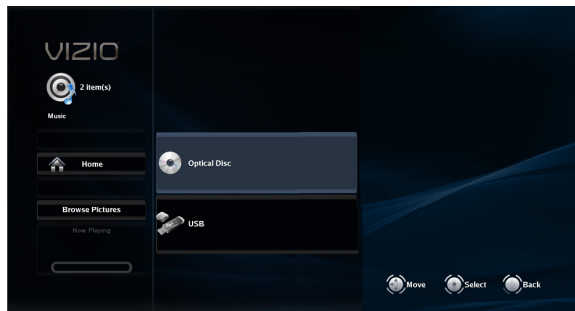 VIZIO
2 item(s)
Music
Home
Optical Disc
Browse Pictures
USB
Now Playing
Move
Select
Back